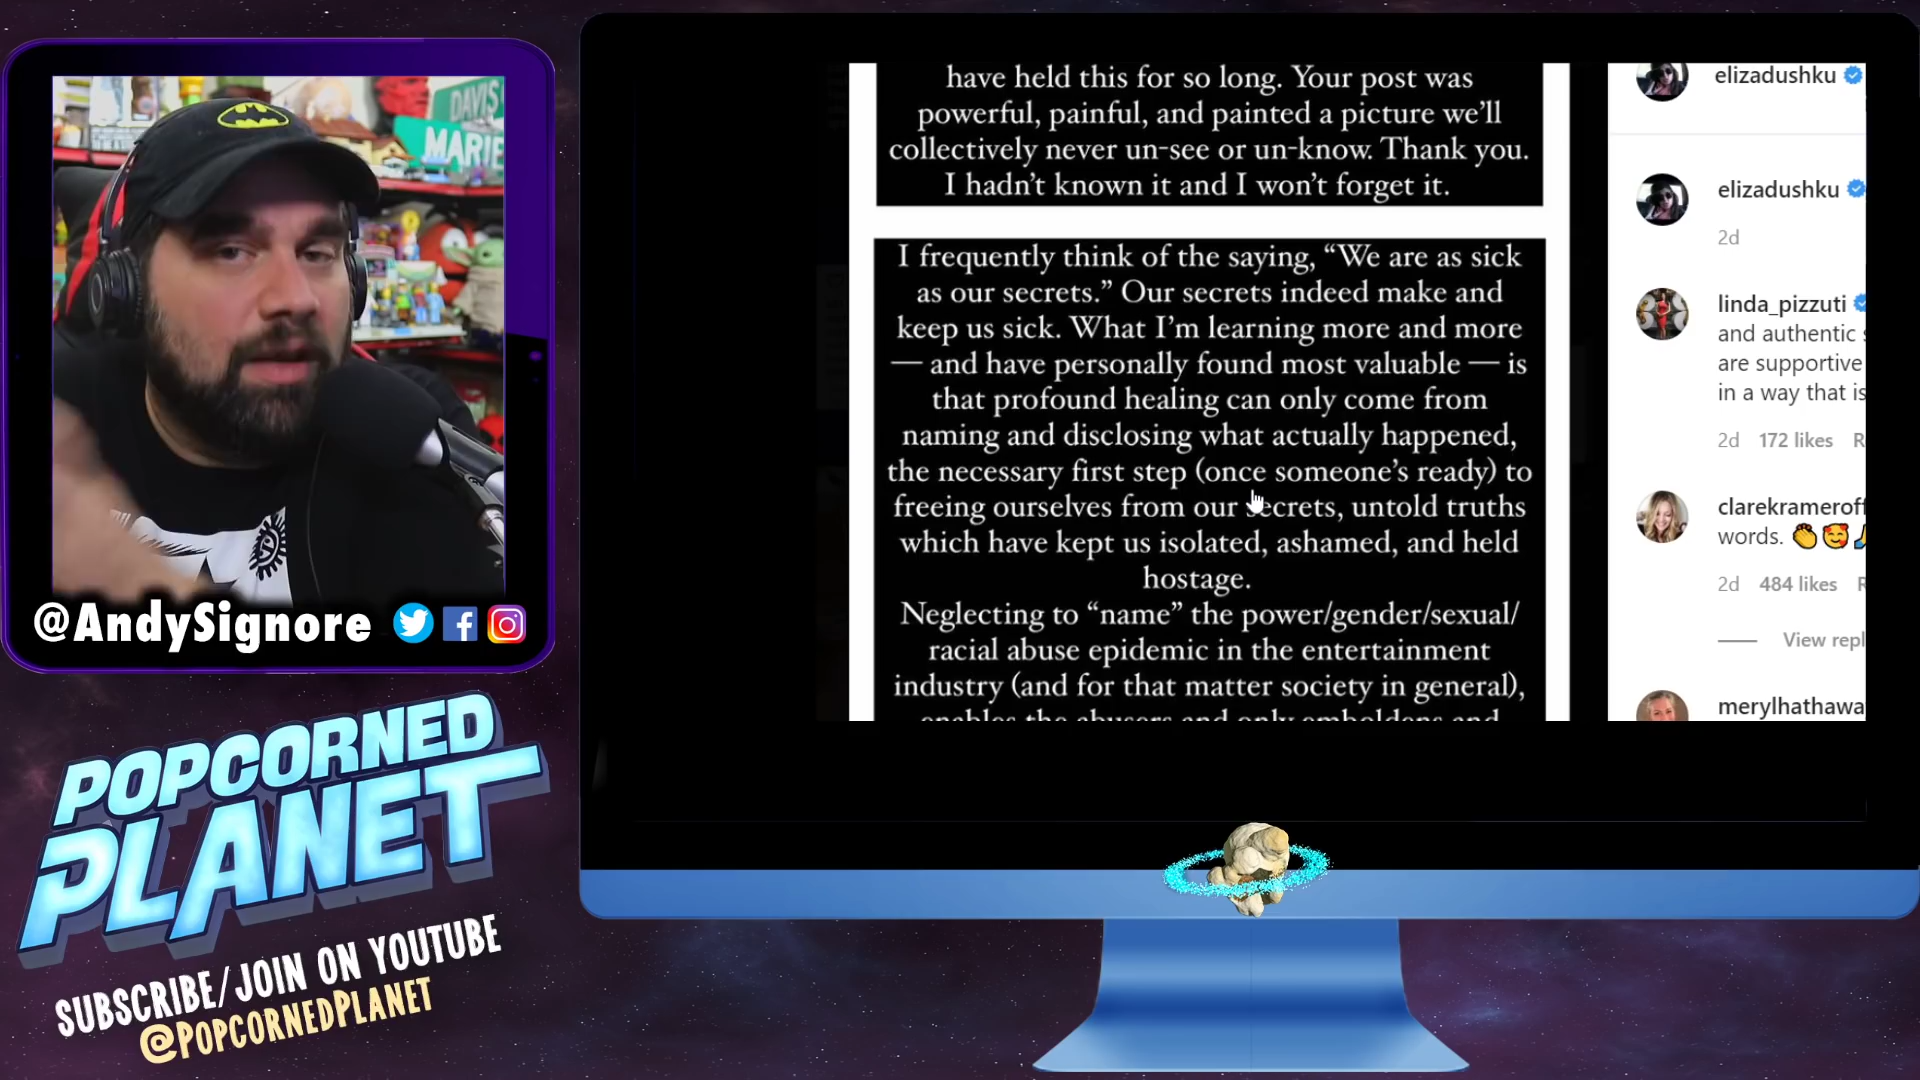 DAVIS
MARIE
@AndySignore
POPCORNED
PLANET
SUBSCRIBE/JOIN ON YOUTUBE
@POPCORNEDPLANET
have held this for so long. Your post was
powerful, painful, and painted a picture we’ll
collectively never un-see or un-know. Thank you.
I hadn’t known it and I won’t forget it.
I frequently think of the saying, “We are as sick
as our secrets.” Our secrets indeed make and
keep us sick. What I’m learning more and more
— and have personally found most valuable — is
that profound healing can only come from
naming and disclosing what actually happened,
the necessary first step (once someone’s ready) to
freeing ourselves from our secrets, untold truths
which have kept us isolated, ashamed, and held
hostage.
Neglecting to “name” the power/gender/sexual/
racial abuse epidemic in the entertainment
industry (and for that matter society in general),
enables the abusers and only emboldens and
elizadushku
elizadushku
2d
linda_pizzuti
and authentic
are supportive
in a way that is
2d 172 likes R
clarekrameroff
words. 👏🥰
2d 484 likes R
View repl
merylhathawa